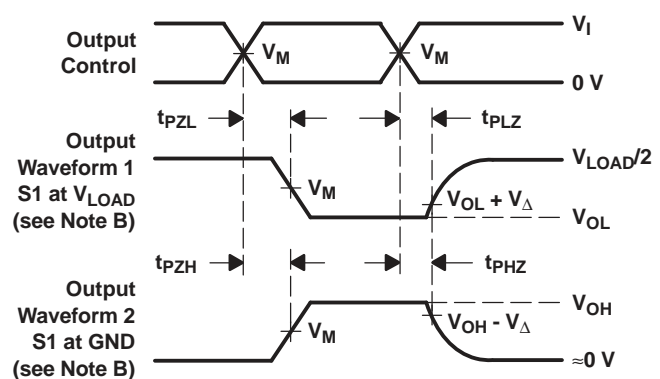 Output
Control
V_I
V_M
V_M
0 V
t_PZL
t_PLZ
Output
Waveform 1
S1 at V_LOAD
(see Note B)
V_LOAD/2
V_M
V_OL + V_Δ
V_OL
t_PZH
t_PHZ
Output
Waveform 2
S1 at GND
(see Note B)
V_OH
V_M
V_OH - V_Δ
≈0 V